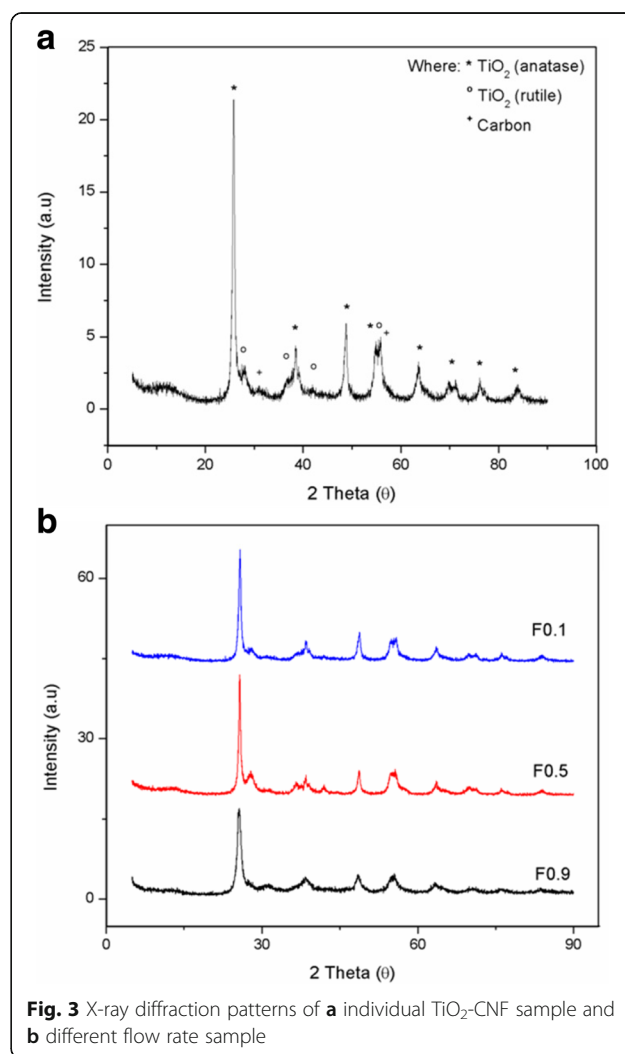 a
Where: * TiO₂ (anatase)
° TiO₂ (rutile)
+ Carbon
25
20
15
10
5
0
Intensity (a.u)
* ° + ° * ° * * ° + * * * *
0 20 40 60 80 100
2 Theta (θ)
b
60
30
0
Intensity (a.u)
F0.1
F0.5
F0.9
0 30 60 90
2 Theta (θ)
Fig. 3 X-ray diffraction patterns of a individual TiO₂-CNF sample and
b different flow rate sample